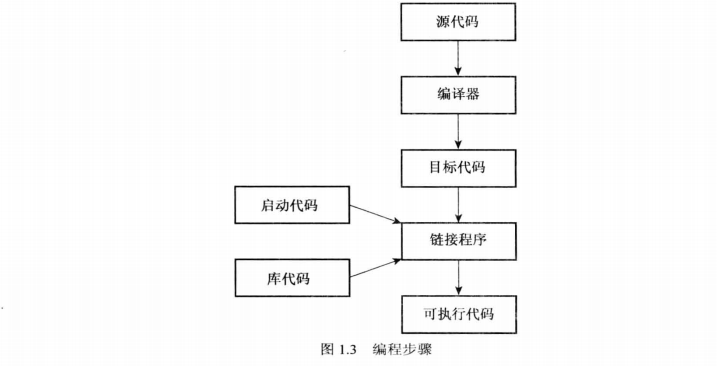 源代码
编译器
目标代码
启动代码
链接程序
库代码
可执行代码
图 1.3 编程步骤